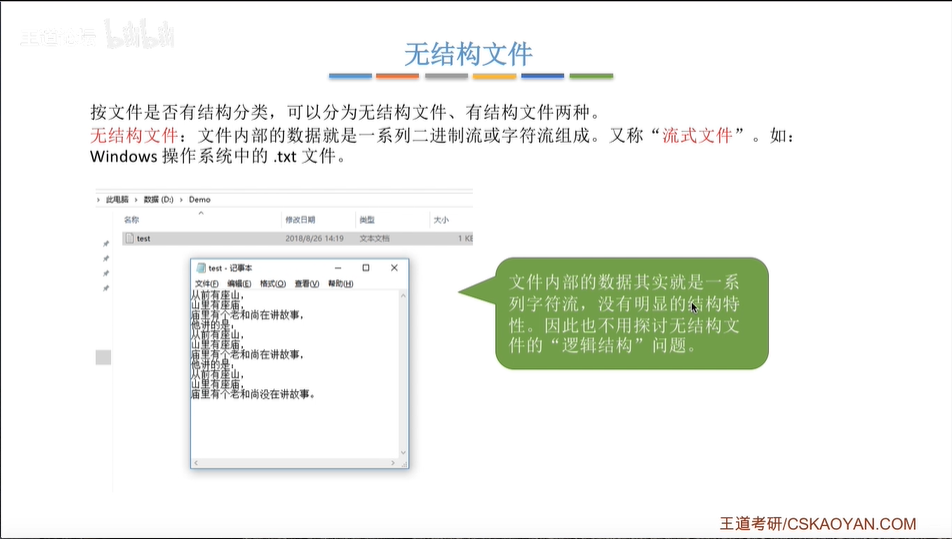 bilibili
无结构文件
按文件是否有结构分类，可以分为无结构文件、有结构文件两种。
无结构文件：文件内部的数据就是一系列二进制流或字符流组成。又称“流式文件”。如：
Windows 操作系统中的 .txt 文件。
此电脑 › 数据 (D:) › Demo
名称 修改日期 类型 大小
test 2018/8/26 14:19 文本文档 1 KB
test - 记事本
文件(F) 编辑(E) 格式(O) 查看(V) 帮助(H)
从前有座山，
山里有座庙，
庙里有个老和尚在讲故事，
他讲的是，
从前有座山，
山里有座庙，
庙里有个老和尚在讲故事，
他讲的是，
从前有座山，
山里有座庙，
庙里有个老和尚没在讲故事。
文件内部的数据其实就是一系
列字符流，没有明显的结构特
性。因此也不用探讨无结构文
件的“逻辑结构”问题。
王道考研/CSKAOYAN.COM